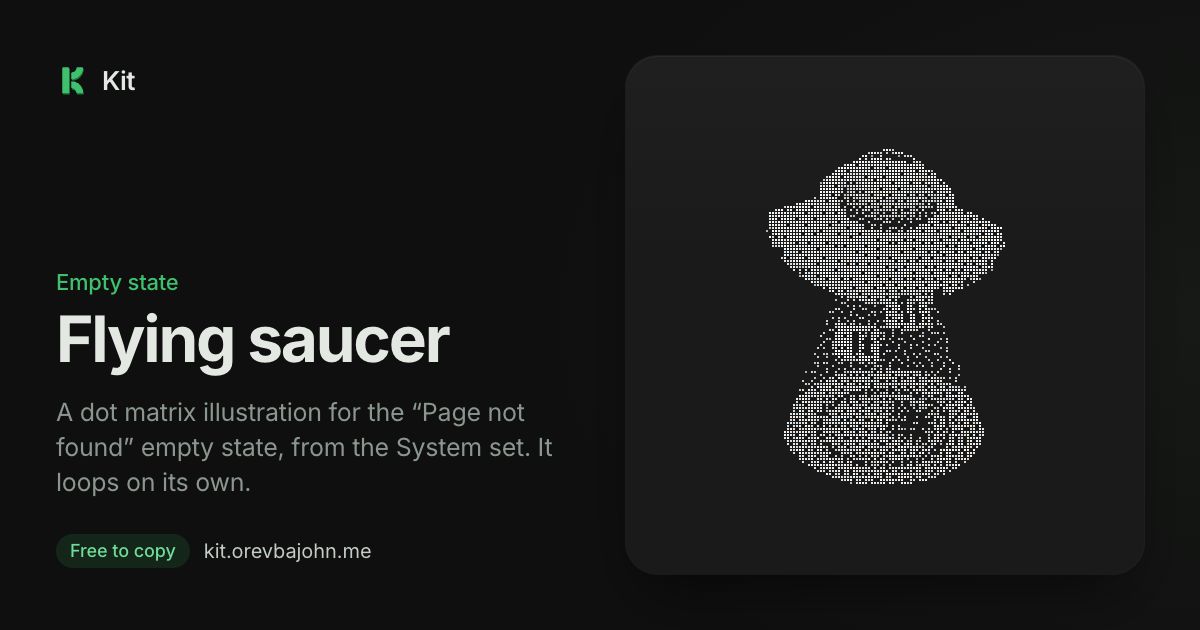 Kit
Empty state
Flying saucer
A dot matrix illustration for the “Page not
found” empty state, from the System set. It
loops on its own.
Free to copy
kit.orevbajohn.me